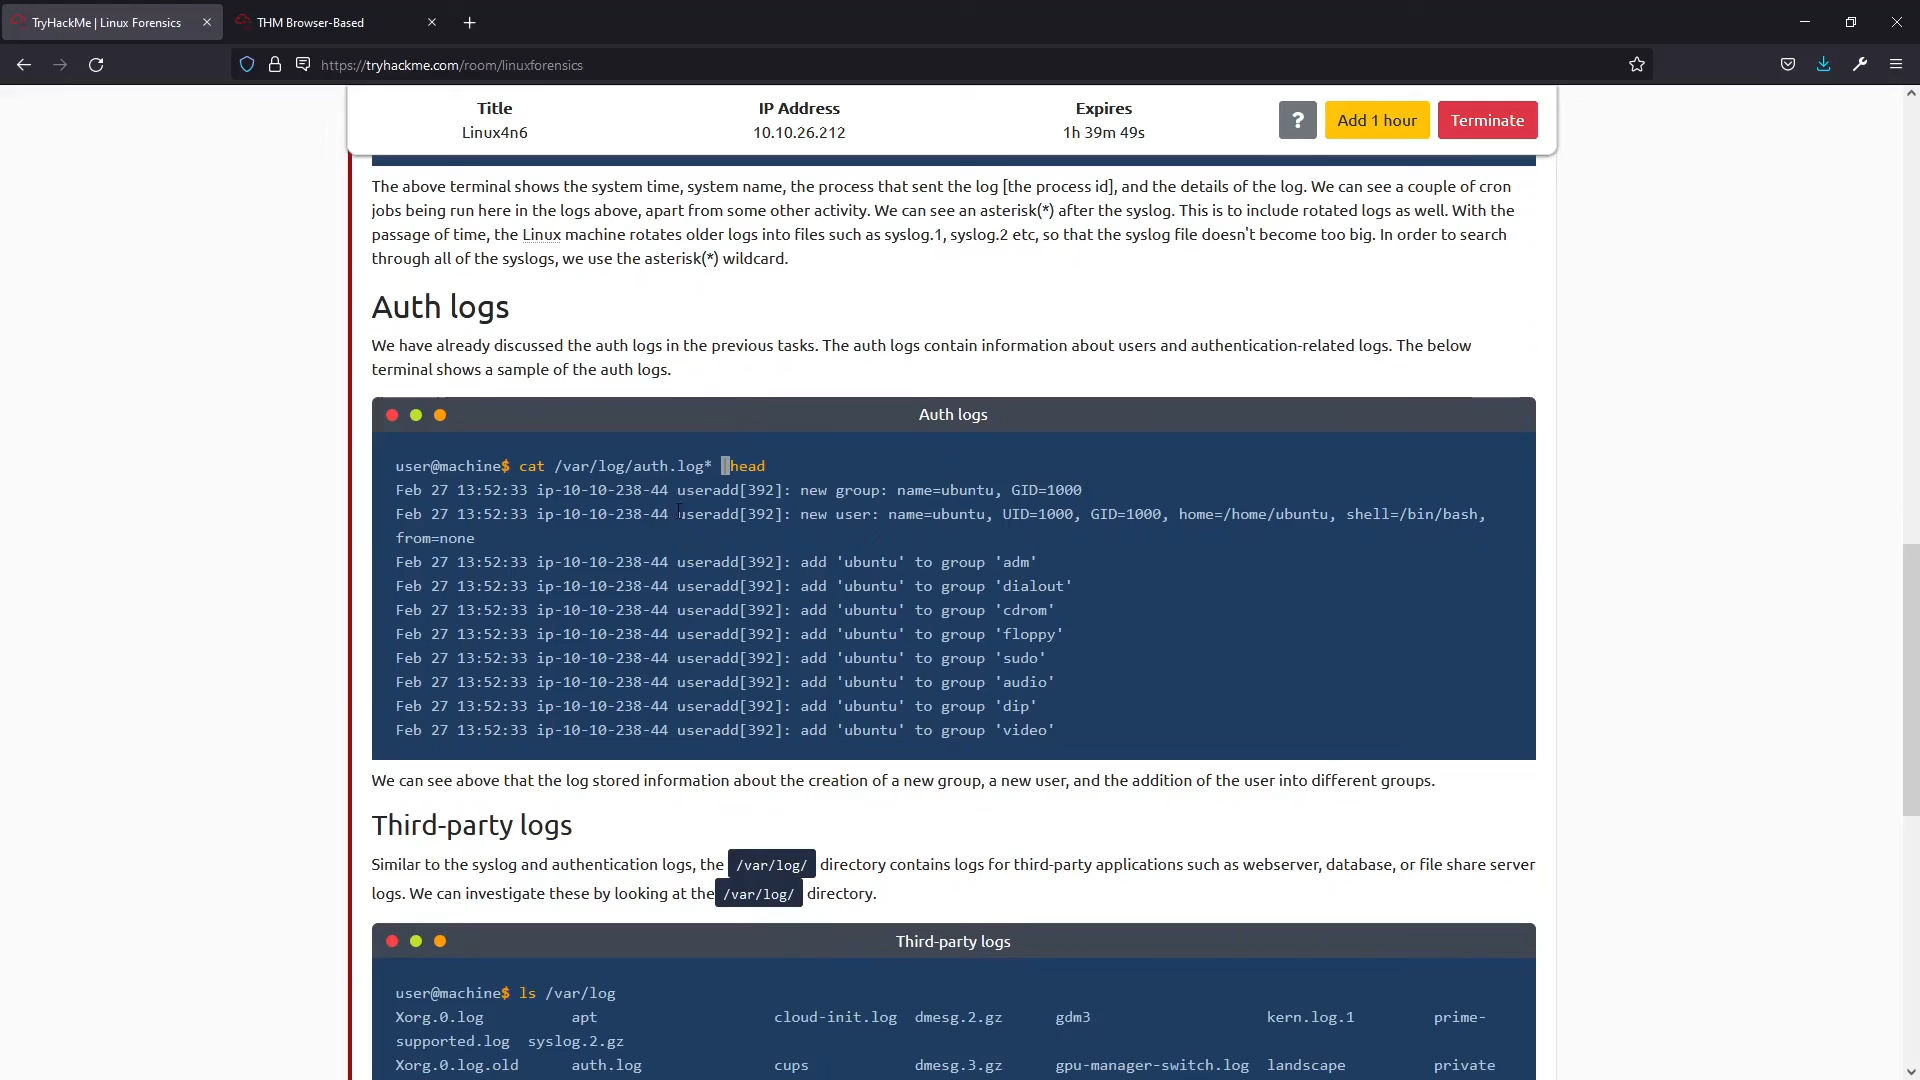 TryHackMe | Linux Forensics
THM Browser-Based
https://tryhackme.com/room/linuxforensics
Title
IP Address
Expires
Linux4n6
10.10.26.212
1h 39m 49s
?
Add 1 hour
Terminate
The above terminal shows the system time, system name, the process that sent the log [the process id], and the details of the log. We can see a couple of cron
jobs being run here in the logs above, apart from some other activity. We can see an asterisk(*) after the syslog. This is to include rotated logs as well. With the
passage of time, the Linux machine rotates older logs into files such as syslog.1, syslog.2 etc, so that the syslog file doesn't become too big. In order to search
through all of the syslogs, we use the asterisk(*) wildcard.
Auth logs
We have already discussed the auth logs in the previous tasks. The auth logs contain information about users and authentication-related logs. The below
terminal shows a sample of the auth logs.
Auth logs
user@machine$ cat /var/log/auth.log* |head
Feb 27 13:52:33 ip-10-10-238-44 useradd[392]: new group: name=ubuntu, GID=1000
Feb 27 13:52:33 ip-10-10-238-44 useradd[392]: new user: name=ubuntu, UID=1000, GID=1000, home=/home/ubuntu, shell=/bin/bash,
from=none
Feb 27 13:52:33 ip-10-10-238-44 useradd[392]: add 'ubuntu' to group 'adm'
Feb 27 13:52:33 ip-10-10-238-44 useradd[392]: add 'ubuntu' to group 'dialout'
Feb 27 13:52:33 ip-10-10-238-44 useradd[392]: add 'ubuntu' to group 'cdrom'
Feb 27 13:52:33 ip-10-10-238-44 useradd[392]: add 'ubuntu' to group 'floppy'
Feb 27 13:52:33 ip-10-10-238-44 useradd[392]: add 'ubuntu' to group 'sudo'
Feb 27 13:52:33 ip-10-10-238-44 useradd[392]: add 'ubuntu' to group 'audio'
Feb 27 13:52:33 ip-10-10-238-44 useradd[392]: add 'ubuntu' to group 'dip'
Feb 27 13:52:33 ip-10-10-238-44 useradd[392]: add 'ubuntu' to group 'video'
We can see above that the log stored information about the creation of a new group, a new user, and the addition of the user into different groups.
Third-party logs
Similar to the syslog and authentication logs, the /var/log/ directory contains logs for third-party applications such as webserver, database, or file share server
logs. We can investigate these by looking at the /var/log/ directory.
Third-party logs
user@machine$ ls /var/log
Xorg.0.log apt cloud-init.log dmesg.2.gz gdm3 kern.log.1 prime-
supported.log syslog.2.gz
Xorg.0.log.old auth.log cups dmesg.3.gz gpu-manager-switch.log landscape private